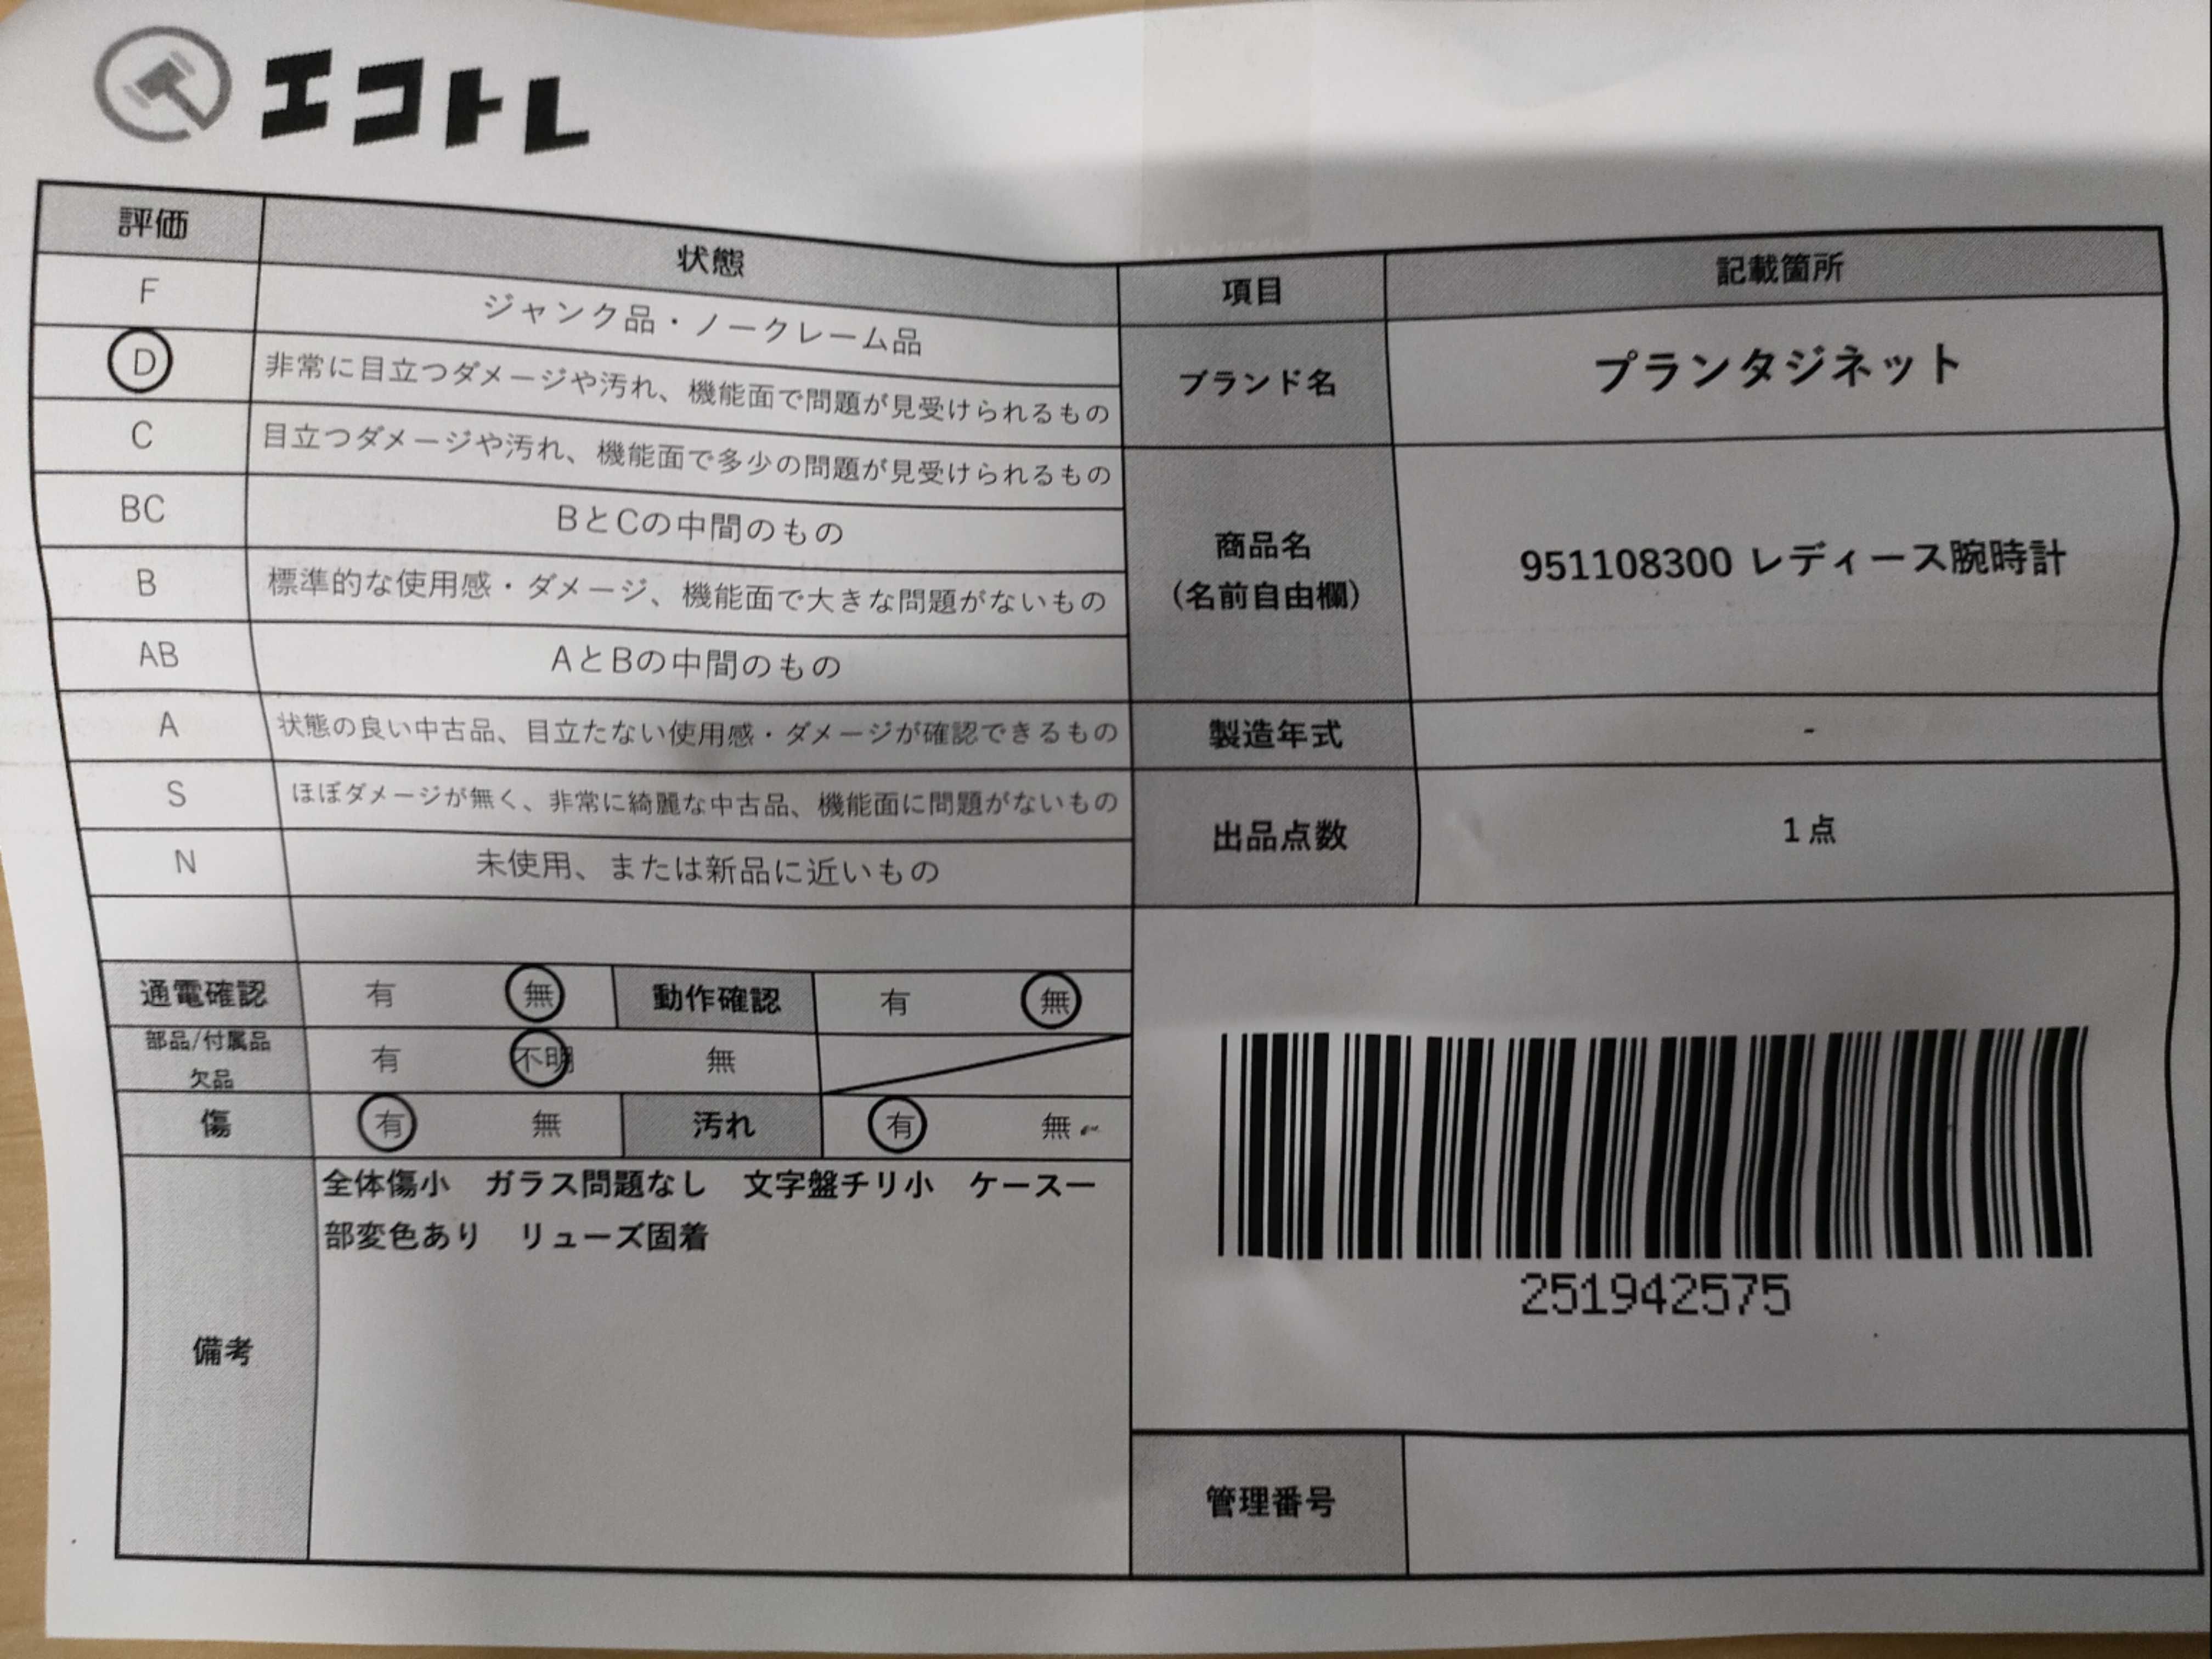 エコトレ
評価 状態
F ジャンク品・ノークレーム品
D 非常に目立つダメージや汚れ、機能面で問題が見受けられるもの
C 目立つダメージや汚れ、機能面で多少の問題が見受けられるもの
BC BとCの中間のもの
B 標準的な使用感・ダメージ、機能面で大きな問題がないもの
AB AとBの中間のもの
A 状態の良い中古品、目立たない使用感・ダメージが確認できるもの
S ほぼダメージが無く、非常に綺麗な中古品、機能面に問題がないもの
N 未使用、または新品に近いもの
通電確認 有 無 動作確認 有 無
部品/付属品
欠品 有 不明 無
傷 有 無 汚れ 有 無
備考
全体傷小 ガラス問題なし 文字盤チリ小 ケース一
部変色あり リューズ固着
項目 記載箇所
ブランド名 プランタジネット
商品名
(名前自由欄) 951108300 レディース腕時計
製造年式 -
出品点数 1点
251942575
管理番号